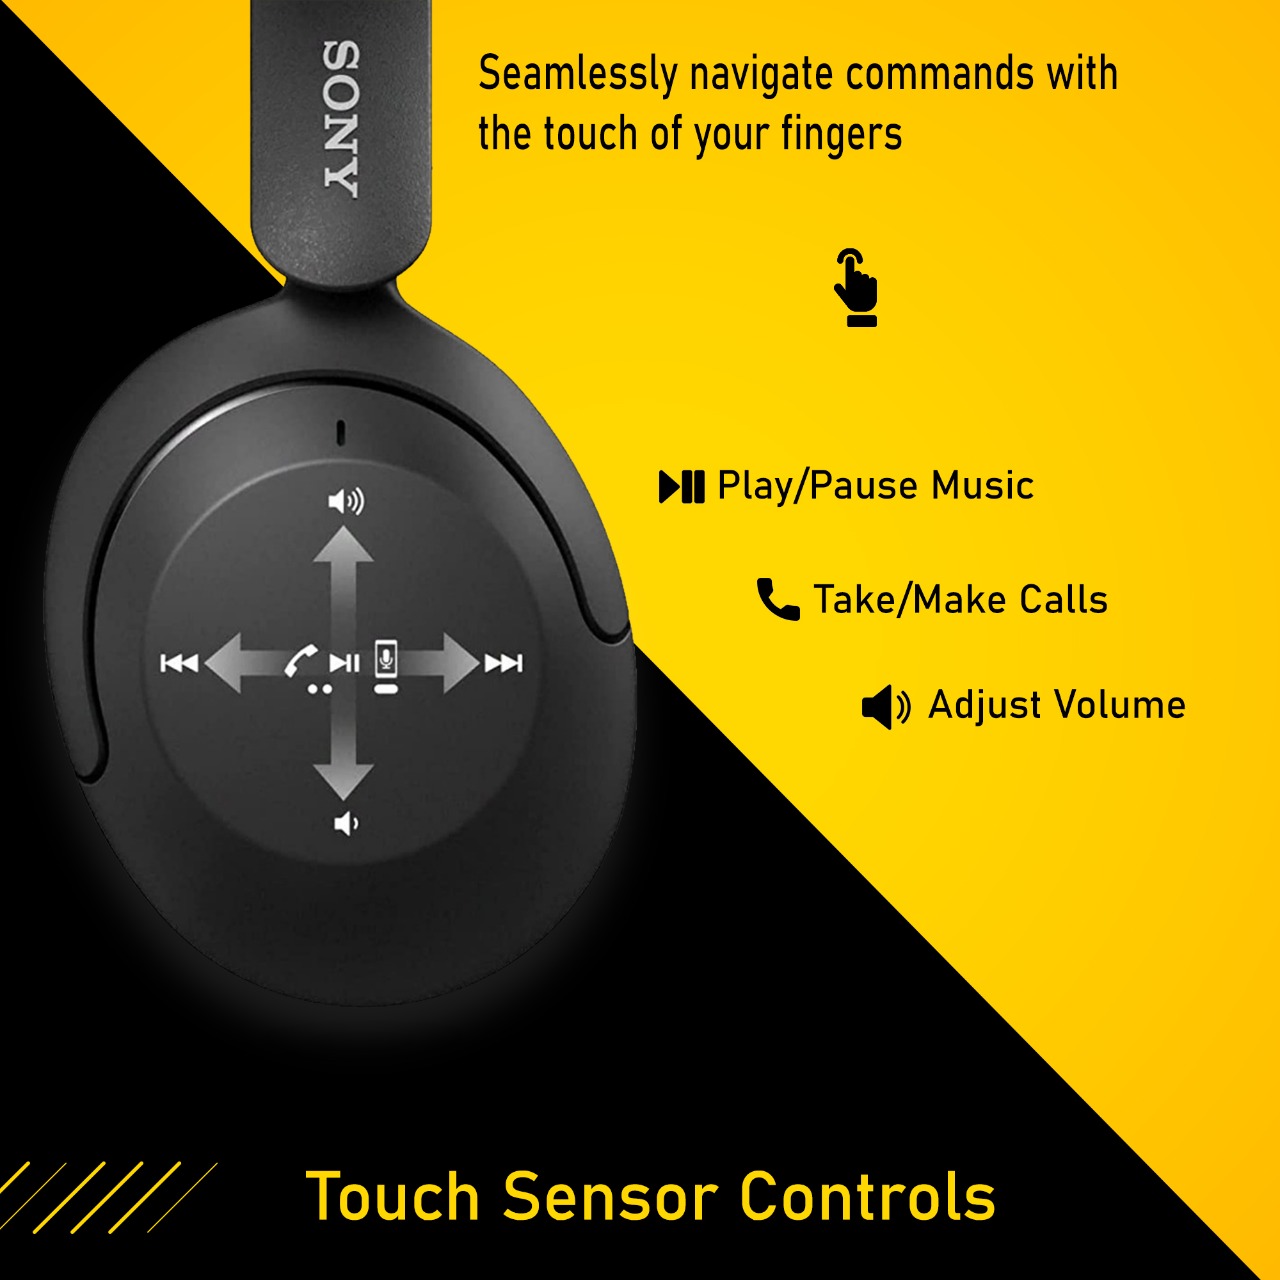 SONY
Seamlessly navigate commands with
the touch of your fingers
Play/Pause Music
Take/Make Calls
Adjust Volume
Touch Sensor Controls